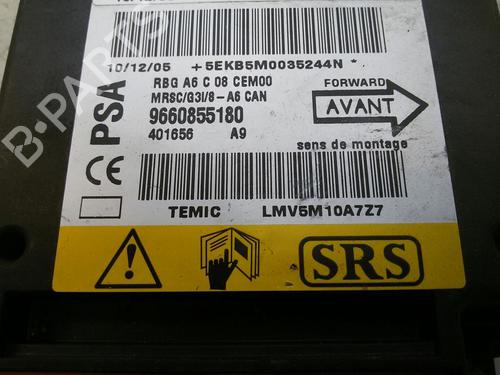 10/12/05 +5EKB5M0035244N*
RBG A6 C 08 CEM00
MRSC/G3I/8-A6 CAN
9660855180
401656 A9
FORWARD
AVANT
sens de montage
PSA
CE
TEMIC LMV5M10A7Z7
SRS
B-PARTS